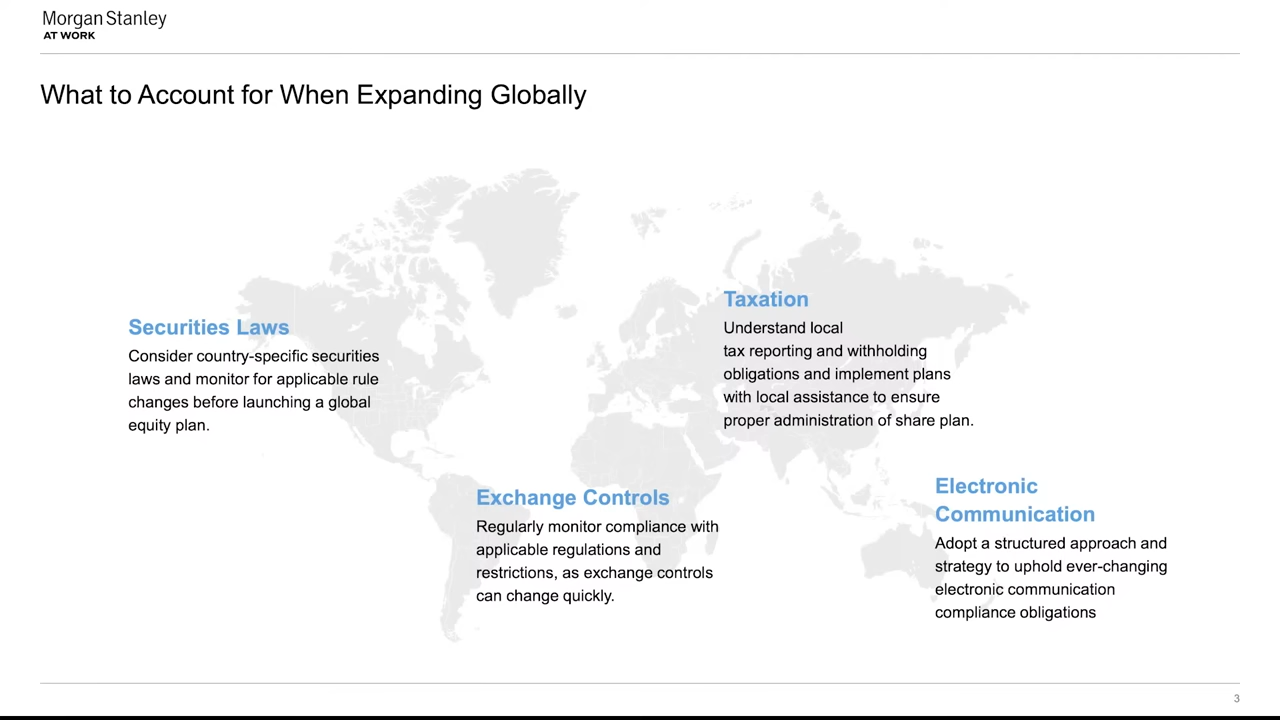 Morgan Stanley
AT WORK
What to Account for When Expanding Globally
Securities Laws
Consider country-specific securities
laws and monitor for applicable rule
changes before launching a global
equity plan.
Exchange Controls
Regularly monitor compliance with
applicable regulations and
restrictions, as exchange controls
can change quickly.
Taxation
Understand local
tax reporting and withholding
obligations and implement plans
with local assistance to ensure
proper administration of share plan.
Electronic
Communication
Adopt a structured approach and
strategy to uphold ever-changing
electronic communication
compliance obligations
3